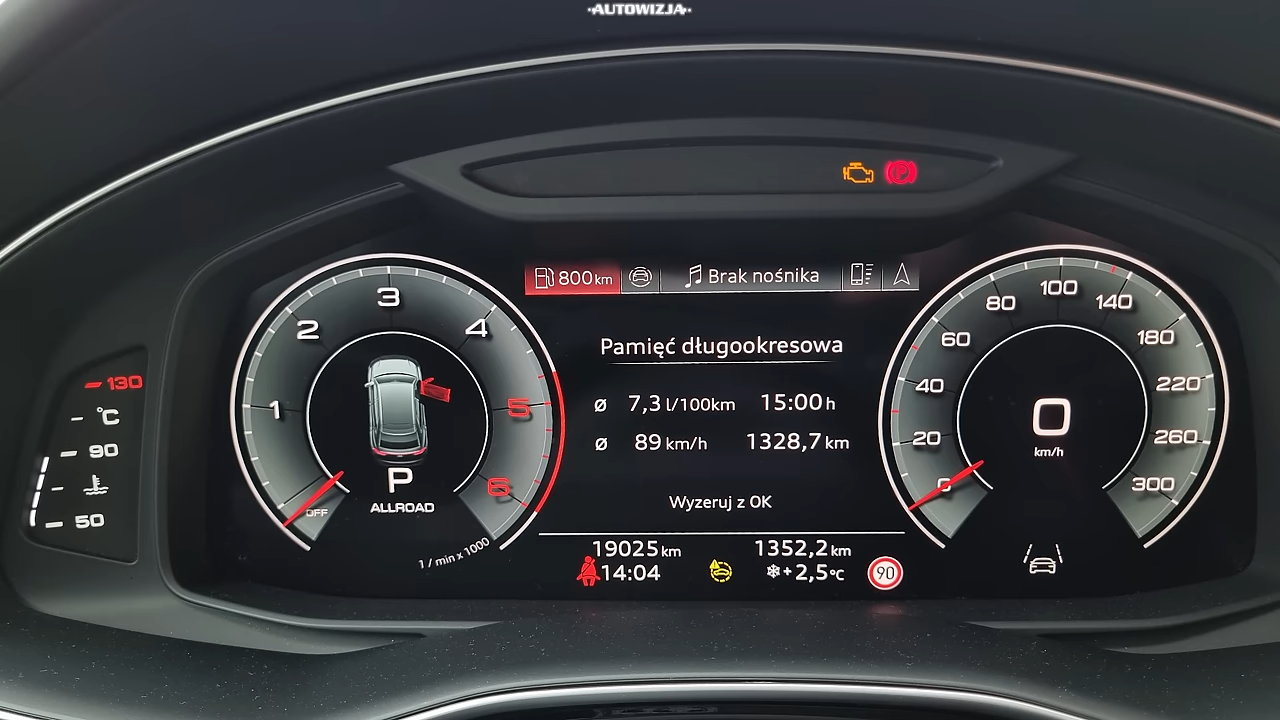 ·AUTOWIZJA·
P
130
°C
90
50
1
2
3
4
5
6
OFF
P
ALLROAD
1 / min x 1000
800 km
Brak nośnika
Pamięć długookresowa
ø 7,3 l/100km 15:00 h
ø 89 km/h 1328,7 km
Wyzeruj z OK
19025 km 1352,2 km
14:04 +2,5 °C 90
0
20
40
60
80
100
140
180
220
260
300
0
km/h